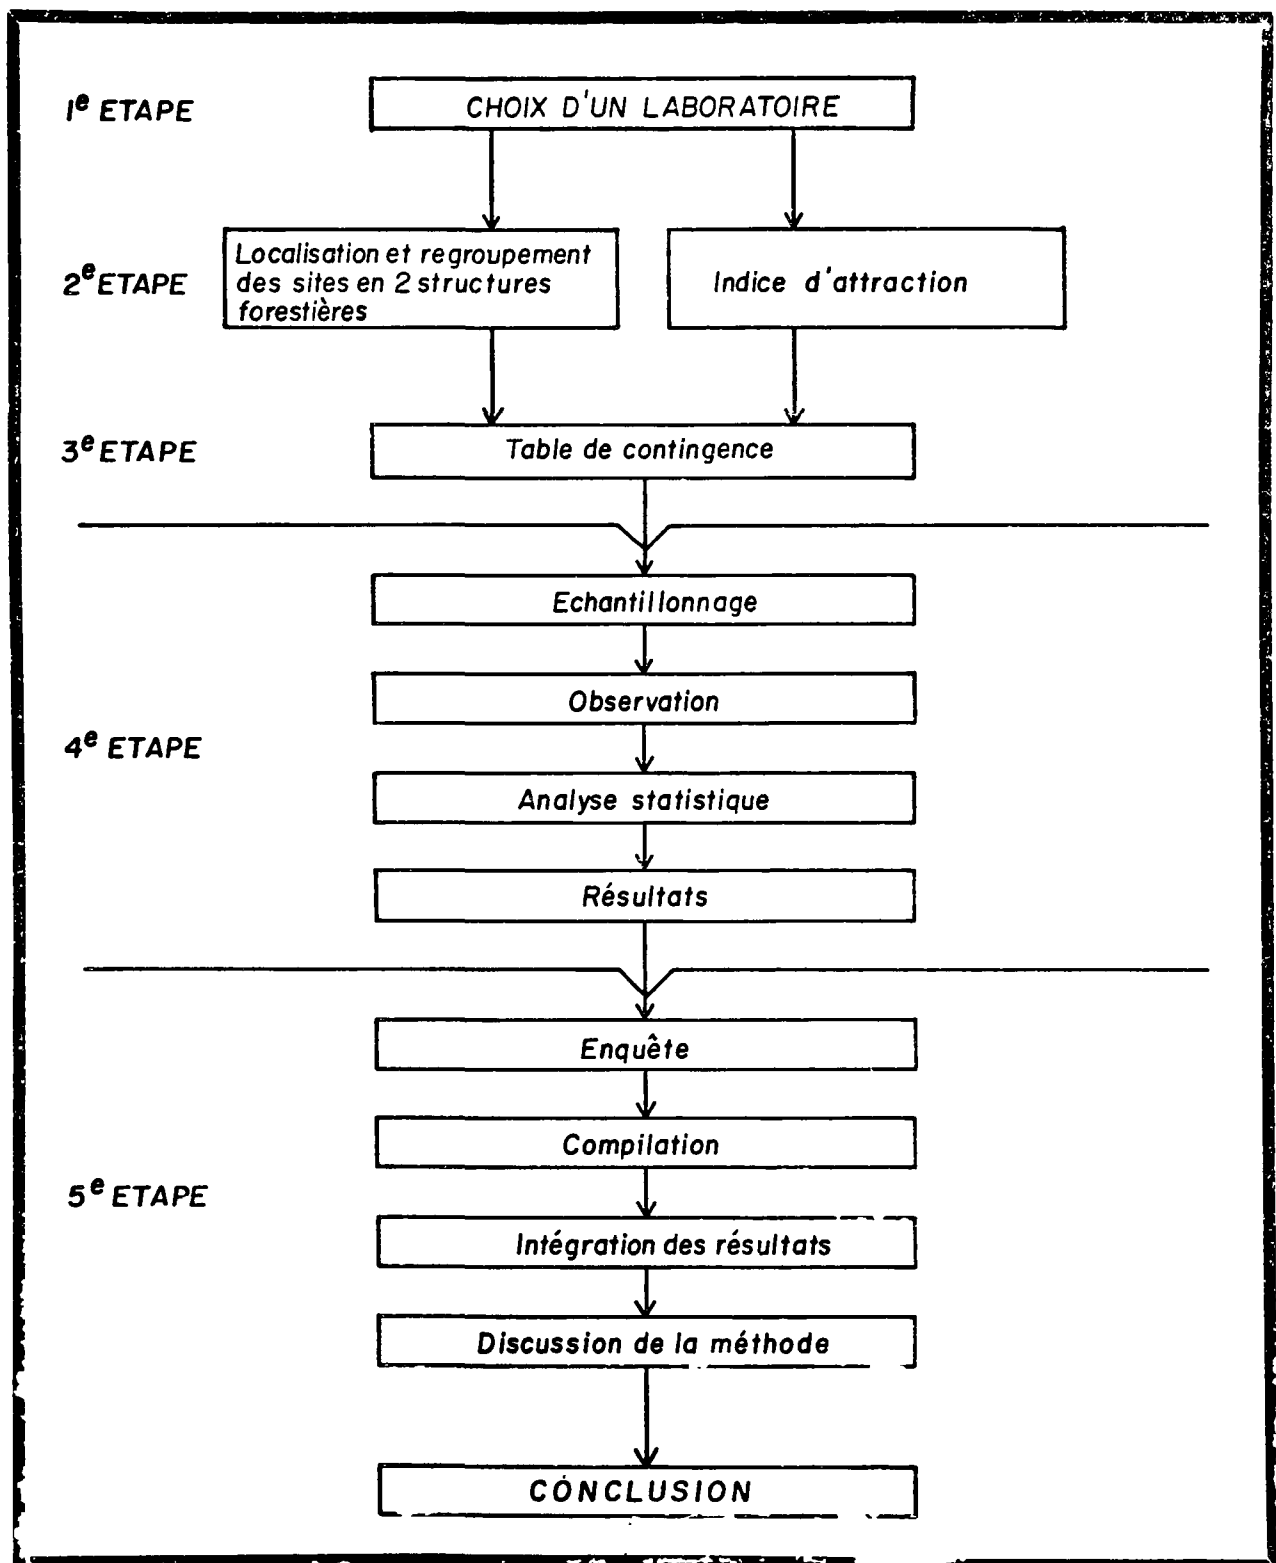 1e ETAPE
CHOIX D'UN LABORATOIRE
2e ETAPE
Localisation et regroupement
des sites en 2 structures
forestières
Indice d'attraction
3e ETAPE
Table de contingence
Echantillonnage
Observation
4e ETAPE
Analyse statistique
Résultats
Enquête
Compilation
5e ETAPE
Intégration des résultats
Discussion de la méthode
CONCLUSION